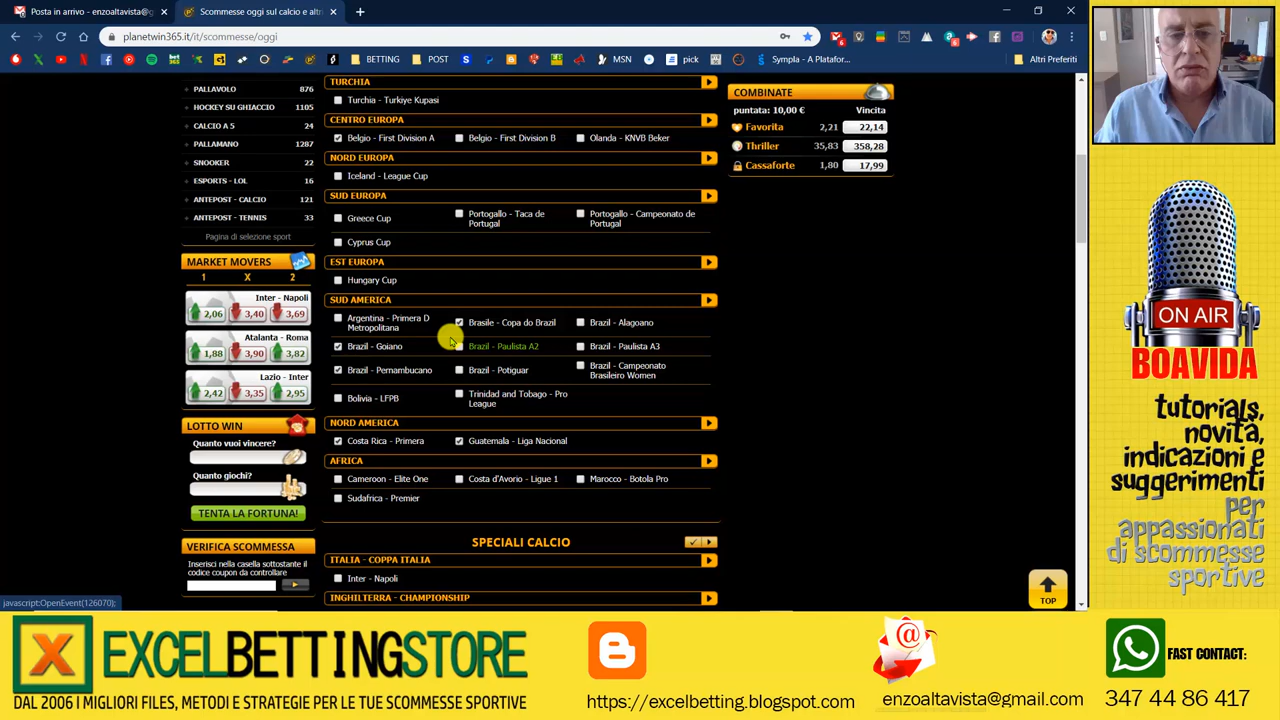 Posta in arrivo - enzoaltavista@g
Scommesse oggi sul calcio e altri
planetwin365.it/it/scommesse/oggi
BETTING
POST
MSN
pick
Sympla - A Platafor...
Altri Preferiti
PALLAVOLO 876
HOCKEY SU GHIACCIO 1105
CALCIO A 5 24
PALLAMANO 1287
SNOOKER 22
ESPORTS - LOL 16
ANTEPOST - CALCIO 121
ANTEPOST - TENNIS 33
Pagina di selezione sport
MARKET MOVERS
1 X 2
Inter - Napoli
2,06 3,40 3,69
Atalanta - Roma
1,88 3,90 3,82
Lazio - Inter
2,42 3,35 2,95
LOTTO WIN
Quanto vuoi vincere?
Quanto giochi?
TENTA LA FORTUNA!
VERIFICA SCOMMESSA
Inserisci nella casella sottostante il
codice coupon da controllare
javascript:OpenEvent(126070);
TURCHIA
Turchia - Turkiye Kupasi
CENTRO EUROPA
Belgio - First Division A
Belgio - First Division B
Olanda - KNVB Beker
NORD EUROPA
Iceland - League Cup
SUD EUROPA
Greece Cup
Portogallo - Taca de
Portugal
Portogallo - Campeonato de
Portugal
Cyprus Cup
EST EUROPA
Hungary Cup
SUD AMERICA
Argentina - Primera D
Metropolitana
Brasile - Copa do Brazil
Brazil - Alagoano
Brazil - Goiano
Brazil - Paulista A2
Brazil - Paulista A3
Brazil - Pernambucano
Brazil - Potiguar
Brazil - Campeonato
Brasileiro Women
Bolivia - LFPB
Trinidad and Tobago - Pro
League
NORD AMERICA
Costa Rica - Primera
Guatemala - Liga Nacional
AFRICA
Cameroon - Elite One
Costa d'Avorio - Ligue 1
Marocco - Botola Pro
Sudafrica - Premier
SPECIALI CALCIO
ITALIA - COPPA ITALIA
Inter - Napoli
INGHILTERRA - CHAMPIONSHIP
COMBINATE
puntata: 10,00 € Vincita
Favorita 2,21 22,14
Thriller 35,83 358,28
Cassaforte 1,80 17,99
TOP
ON AIR
BOAVIDA
tutorials,
novità,
indicazioni e
suggerimenti
per
appassionati
di scommesse
sportive
X EXCELBETTINGSTORE
DAL 2006 I MIGLIORI FILES, METODI E STRATEGIE PER LE TUE SCOMMESSE SPORTIVE
https://excelbetting.blogspot.com
enzoaltavista@gmail.com
FAST CONTACT:
347 44 86 417